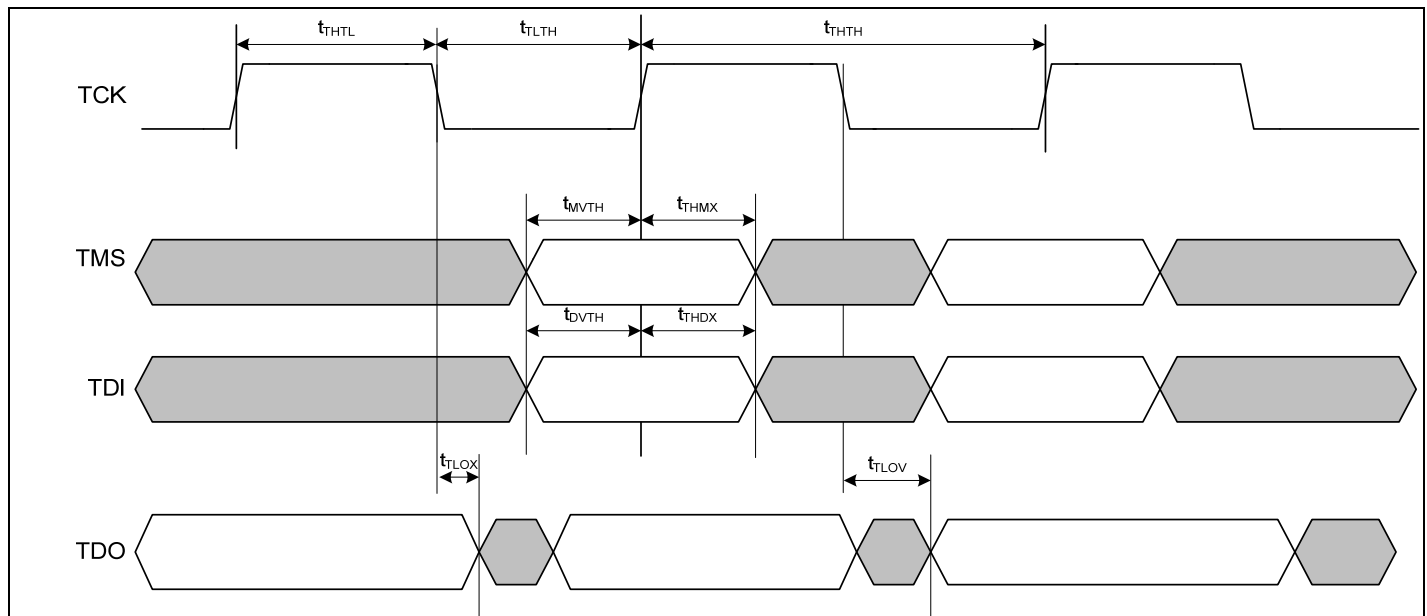 tTHTL tTLTH tTHTH
TCK
tMVTH tTHMX
TMS
tDVTH tTHDX
TDI
tTLOX tTLOV
TDO